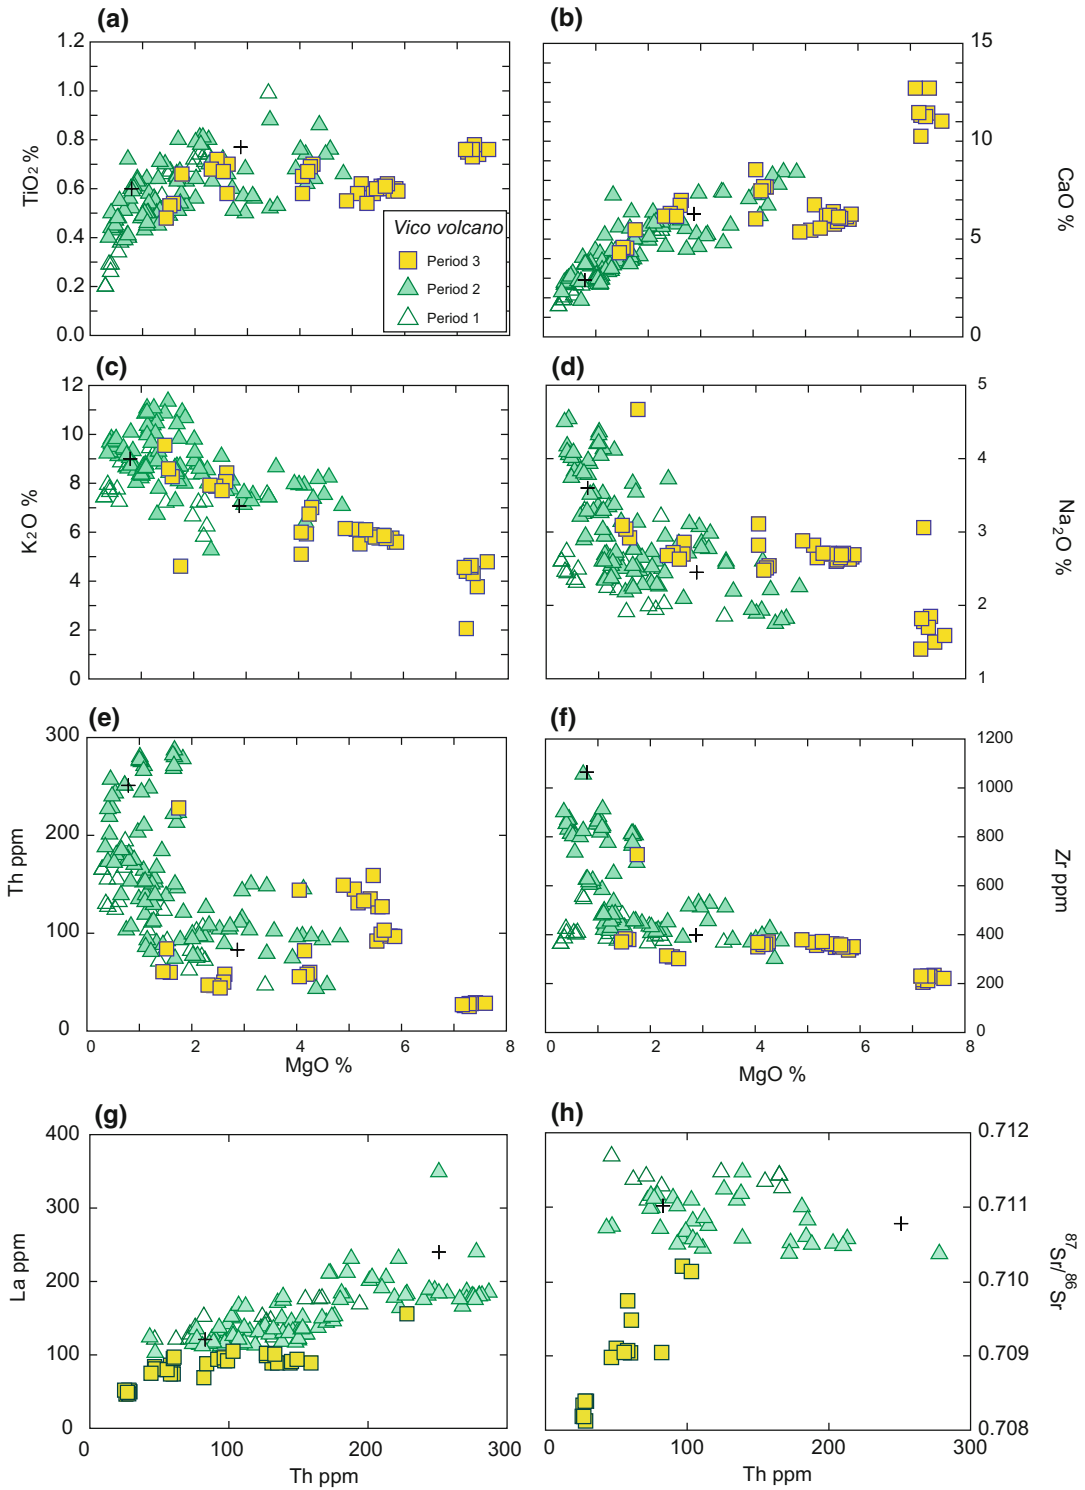 (a)
1.2
1.0
0.8
0.6
0.4
0.2
0.0
TiO2 %
Vico volcano
Period 3
Period 2
Period 1
(b)
15
10
5
0
CaO %
(c)
12
10
8
6
4
2
0
K2O %
(d)
5
4
3
2
1
Na2O %
(e)
300
200
100
0
Th ppm
0 2 4 6 8
MgO %
(f)
1200
1000
800
600
400
200
0
Zr ppm
0 2 4 6 8
MgO %
(g)
400
300
200
100
0
La ppm
0 100 200 300
Th ppm
(h)
0.712
0.711
0.710
0.709
0.708
87Sr/86Sr
100 200 300
Th ppm